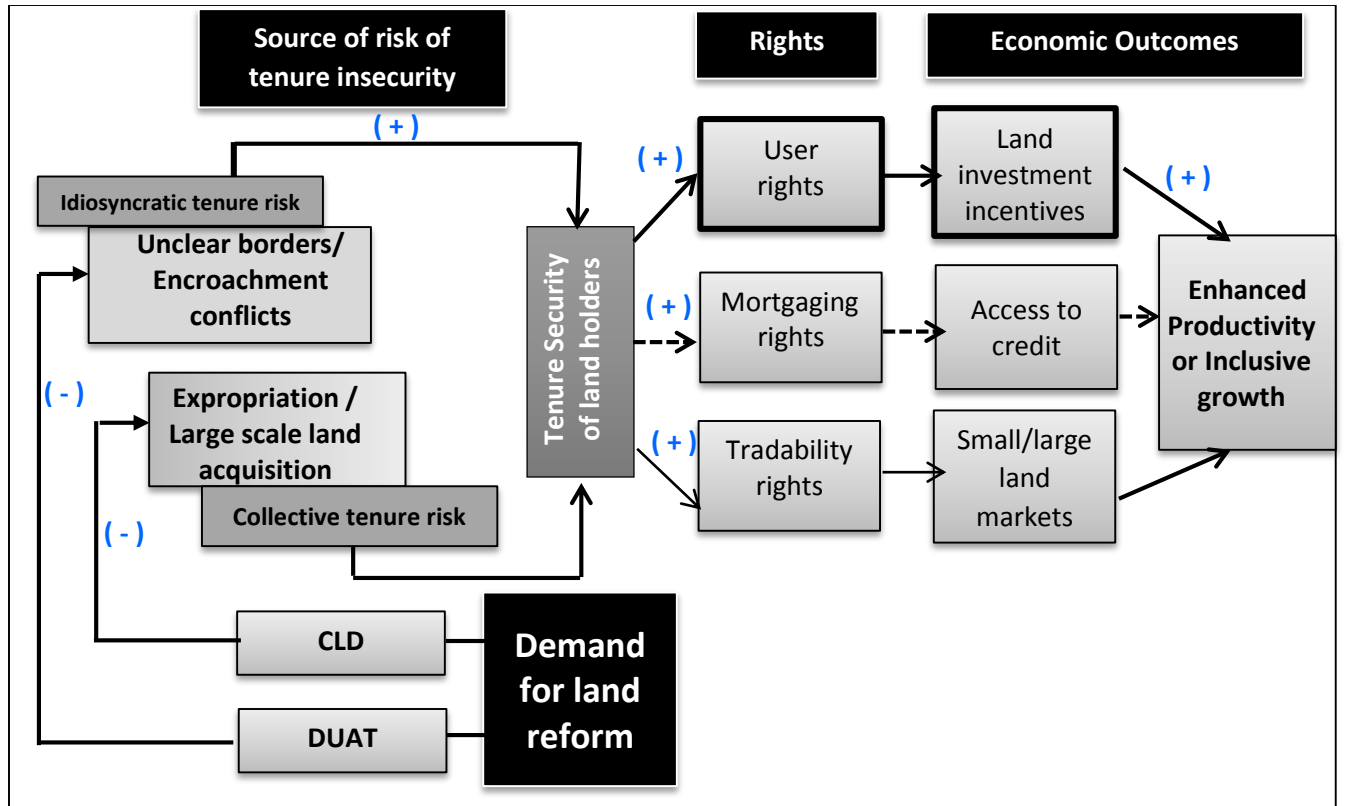 Source of risk of
tenure insecurity
Rights
Economic Outcomes
( + )
Idiosyncratic tenure risk
Unclear borders/
Encroachment
conflicts
( - )
Expropriation /
Large scale land
acquisition
Collective tenure risk
( - )
CLD
DUAT
Demand
for land
reform
Tenure Security
of land holders
( + )
User
rights
Land
investment
incentives
( + )
( + )
Mortgaging
rights
Access to
credit
( + )
Tradability
rights
Small/large
land
markets
Enhanced
Productivity
or Inclusive
growth